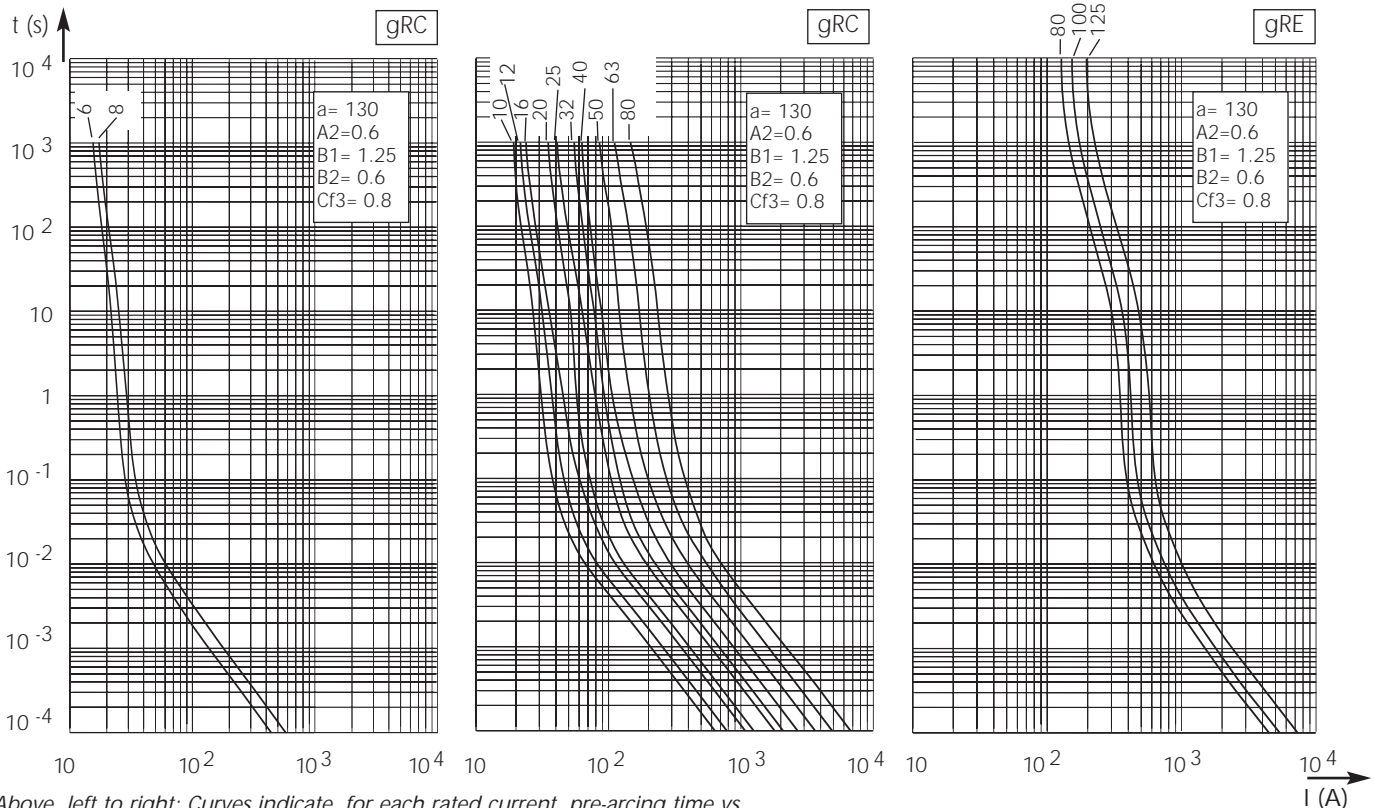 t (s)
gRC
gRC
gRE
80
100
125
10 4
10 3
10 2
10
1
10 -1
10 -2
10 -3
10 -4
6
8
a= 130
A2=0.6
B1= 1.25
B2= 0.6
Cf3= 0.8
10
12
16
20
25
32
40
50
63
80
a= 130
A2=0.6
B1= 1.25
B2= 0.6
Cf3= 0.8
a= 130
A2=0.6
B1= 1.25
B2= 0.6
Cf3= 0.8
10 10 2 10 3 10 4
10 10 2 10 3 10 4
10 10 2 10 3 10 4
I (A)
Above, left to right: Curves indicate, for each rated current, pre-arcing time vs.